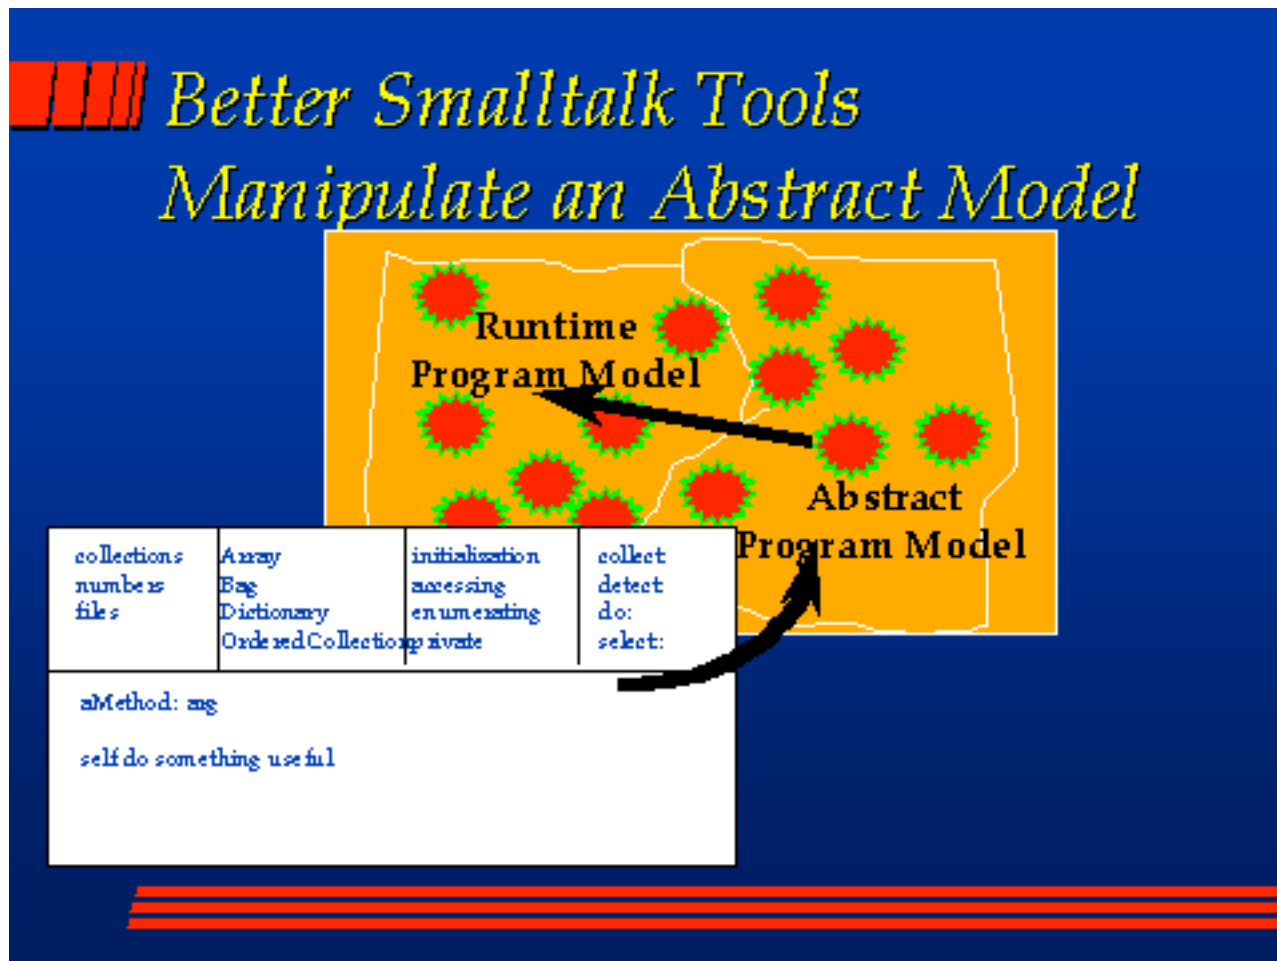 Better Smalltalk Tools
Manipulate an Abstract Model
Runtime
Program Model
Abstract
Program Model
collections
numbers
files
Array
Bag
Dictionary
OrderedCollection
initialization
accessing
enumerating
private
collect
detect
do:
select:
aMethod: arg
self do something useful